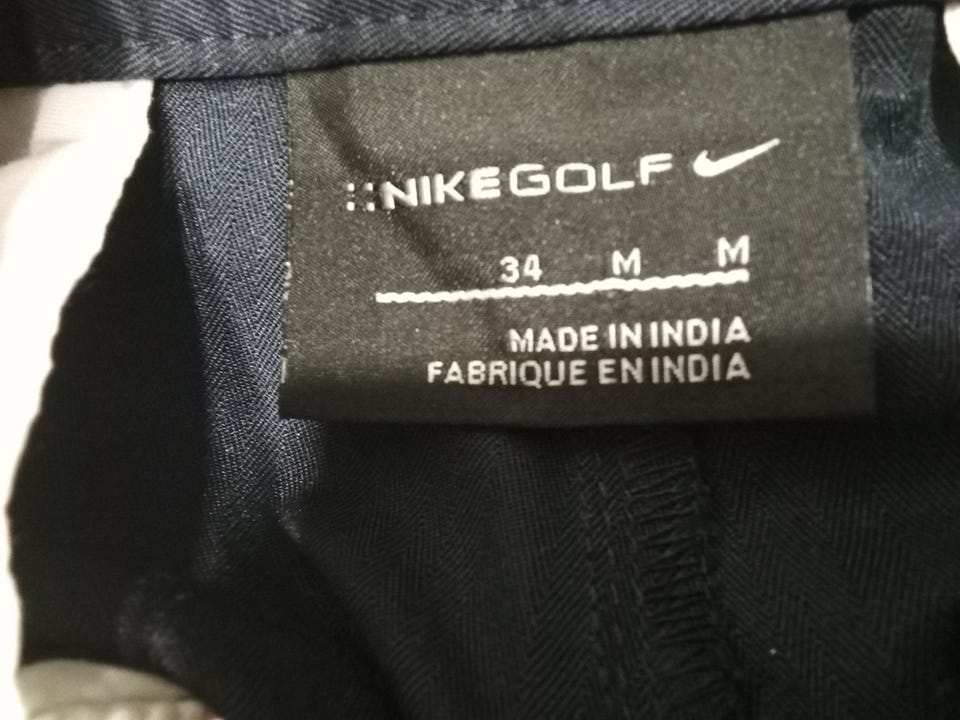 NIKEGOLF
34 M M
MADE IN INDIA
FABRIQUE EN INDIA